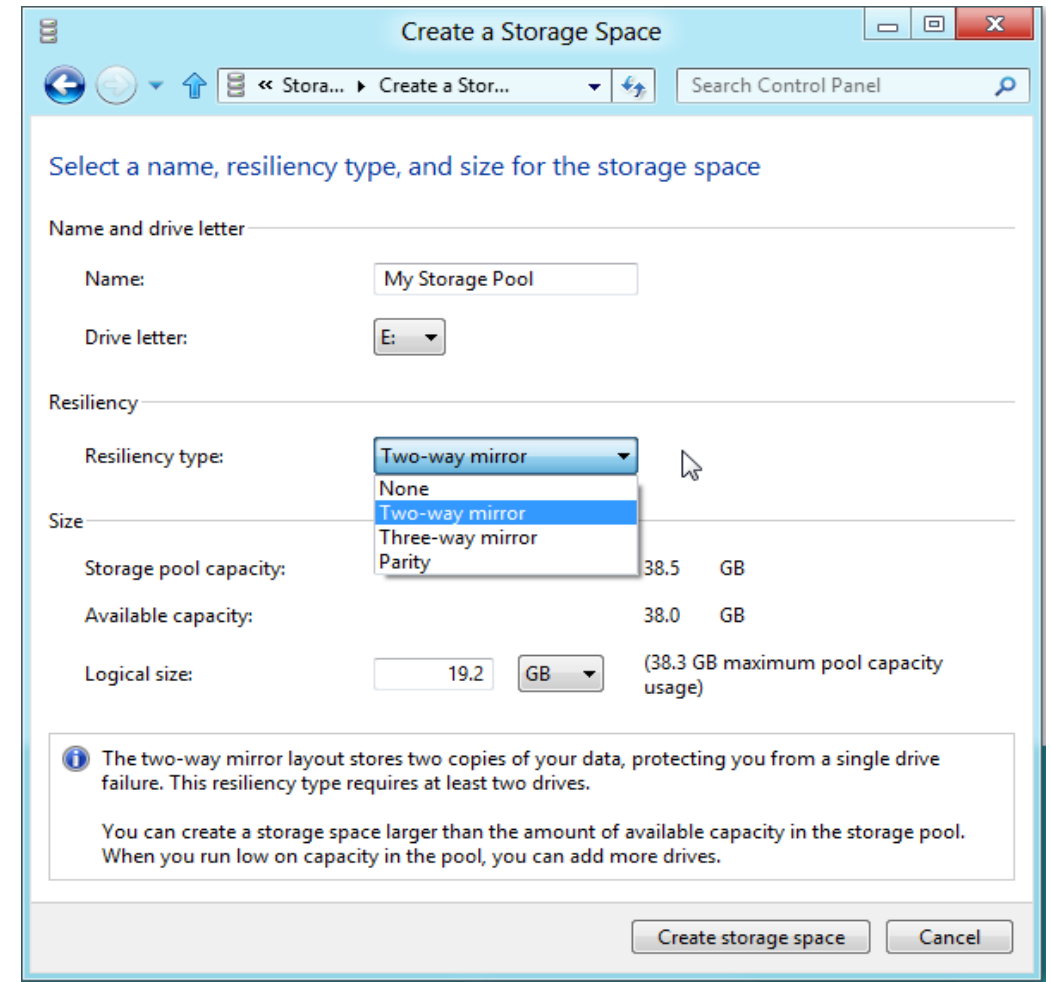 Create a Storage Space
« Stora... Create a Stor... Search Control Panel
Select a name, resiliency type, and size for the storage space
Name and drive letter
Name: My Storage Pool
Drive letter: E:
Resiliency
Resiliency type: Two-way mirror
None
Two-way mirror
Size
Three-way mirror
Parity
Storage pool capacity: 38.5 GB
Available capacity: 38.0 GB
Logical size: 19.2 GB (38.3 GB maximum pool capacity
usage)
The two-way mirror layout stores two copies of your data, protecting you from a single drive
failure. This resiliency type requires at least two drives.
You can create a storage space larger than the amount of available capacity in the storage pool.
When you run low on capacity in the pool, you can add more drives.
Create storage space Cancel